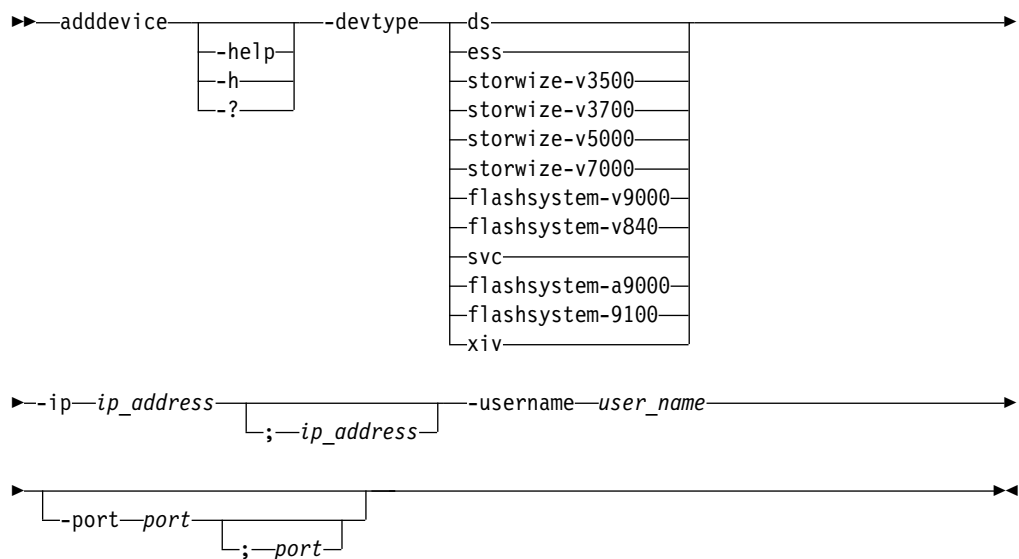 adddevice -devtype ds
-help ess
-h storwize-v3500
-? storwize-v3700
storwize-v5000
storwize-v7000
flashsystem-v9000
flashsystem-v840
svc
flashsystem-a9000
flashsystem-9100
xiv
-ip ip_address -username user_name
; ip_address
-port port
; port